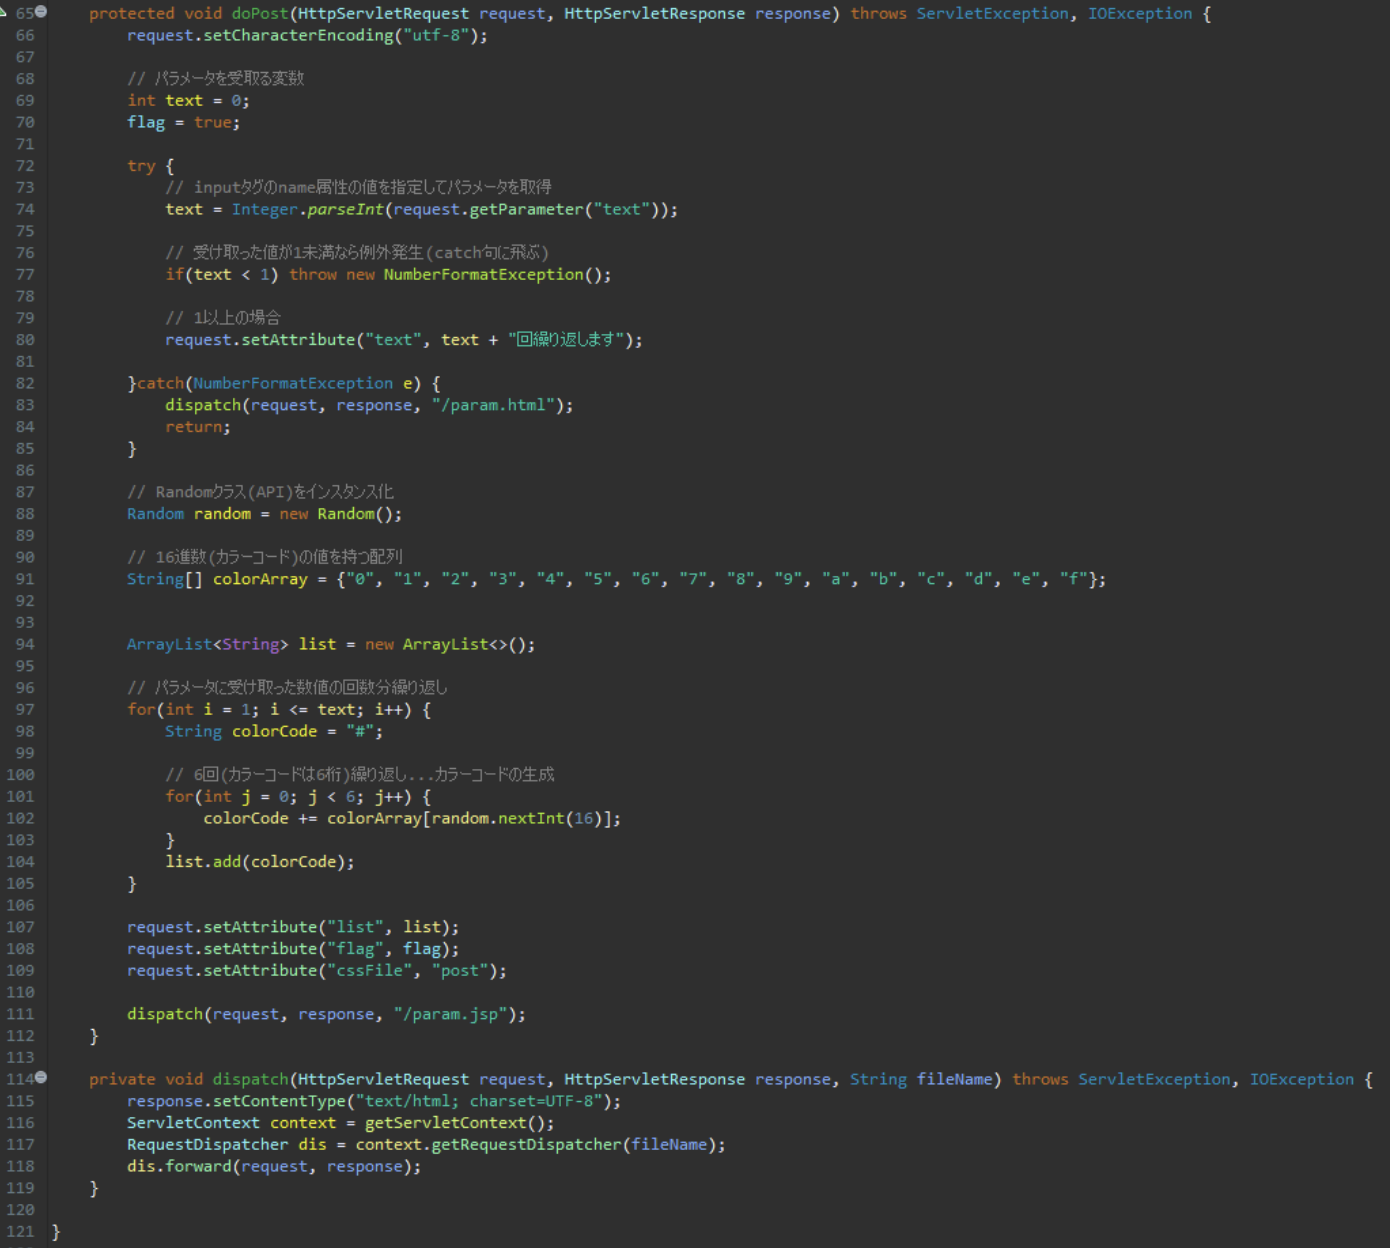 65 protected void doPost(HttpServletRequest request, HttpServletResponse response) throws ServletException, IOException {
66 request.setCharacterEncoding("utf-8");
67
68 // パラメータを受取る変数
69 int text = 0;
70 flag = true;
71
72 try {
73 // inputタグのname属性の値を指定してパラメータを取得
74 text = Integer.parseInt(request.getParameter("text"));
75
76 // 受け取った値が1未満なら例外発生(catch句に飛ぶ)
77 if(text < 1) throw new NumberFormatException();
78
79 // 1以上の場合
80 request.setAttribute("text", text + "回繰り返します");
81
82 }catch(NumberFormatException e) {
83 dispatch(request, response, "/param.html");
84 return;
85 }
86
87 // Randomクラス(API)をインスタンス化
88 Random random = new Random();
89
90 // 16進数(カラーコード)の値を持つ配列
91 String[] colorArray = {"0", "1", "2", "3", "4", "5", "6", "7", "8", "9", "a", "b", "c", "d", "e", "f"};
92
93
94 ArrayList<String> list = new ArrayList<>();
95
96 // パラメータに受け取った数値の回数分繰り返し
97 for(int i = 1; i <= text; i++) {
98 String colorCode = "#";
99
100 // 6回(カラーコードは6桁)繰り返し...カラーコードの生成
101 for(int j = 0; j < 6; j++) {
102 colorCode += colorArray[random.nextInt(16)];
103 }
104 list.add(colorCode);
105 }
106
107 request.setAttribute("list", list);
108 request.setAttribute("flag", flag);
109 request.setAttribute("cssFile", "post");
110
111 dispatch(request, response, "/param.jsp");
112 }
113
114 private void dispatch(HttpServletRequest request, HttpServletResponse response, String fileName) throws ServletException, IOException {
115 response.setContentType("text/html; charset=UTF-8");
116 ServletContext context = getServletContext();
117 RequestDispatcher dis = context.getRequestDispatcher(fileName);
118 dis.forward(request, response);
119 }
120
121 }